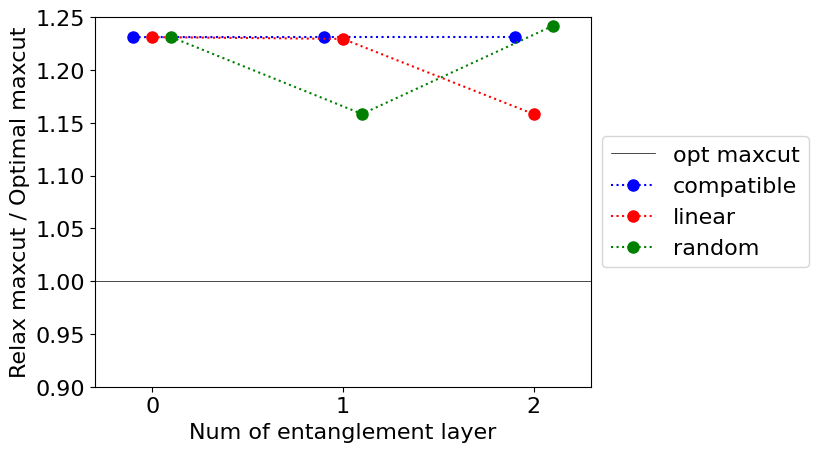 Relax maxcut / Optimal maxcut
1.25
1.20
1.15
1.10
1.05
1.00
0.95
0.90
0
1
2
Num of entanglement layer
opt maxcut
compatible
linear
random